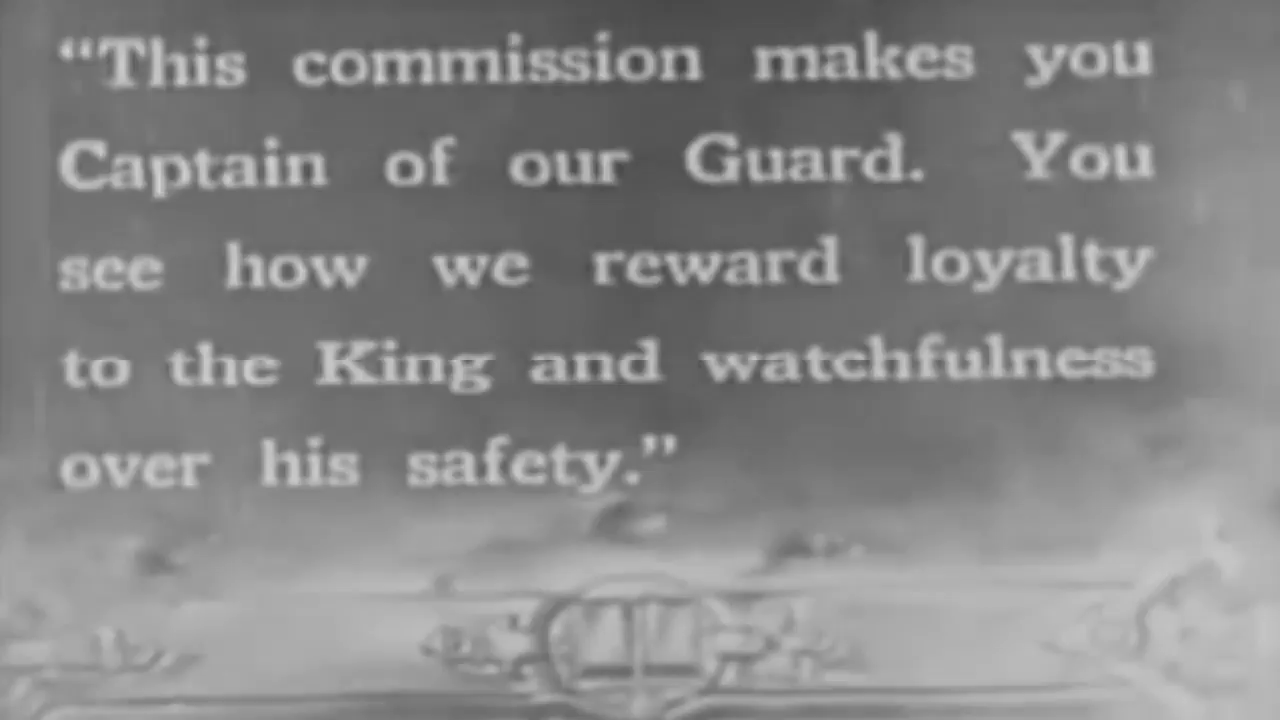 “This commission makes you
Captain of our Guard. You
see how we reward loyalty
to the King and watchfulness
over his safety.”